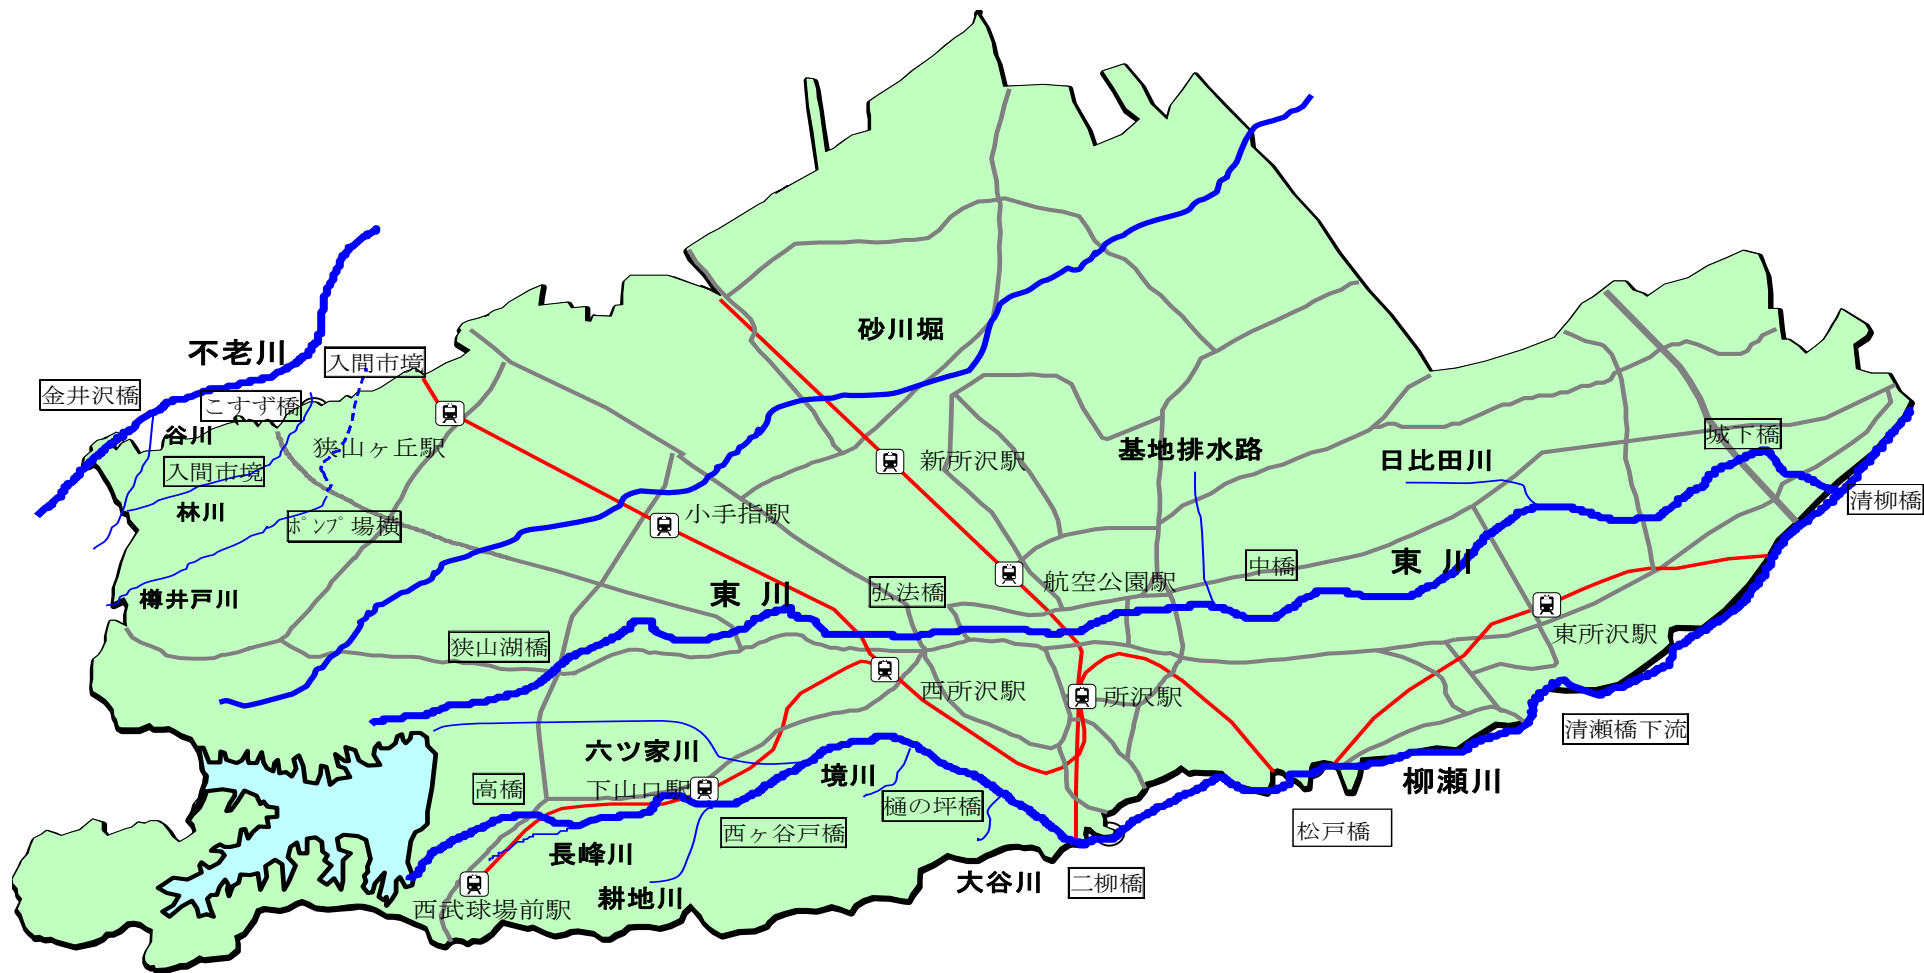 砂川堀
不老川
入間市境
金井沢橋
こすず橋
谷川
狭山ヶ丘駅
入間市境
新所沢駅
基地排水路
日比田川
城下橋
清柳橋
林川
ポンプ場横
小手指駅
樽井戸川
東川
弘法橋
航空公園駅
中橋
東川
狭山湖橋
東所沢駅
西所沢駅
所沢駅
清瀬橋下流
六ツ家川
高橋
下山口駅
境川
柳瀬川
樋の坪橋
西ヶ谷戸橋
松戸橋
長峰川
耕地川
大谷川
二柳橋
西武球場前駅